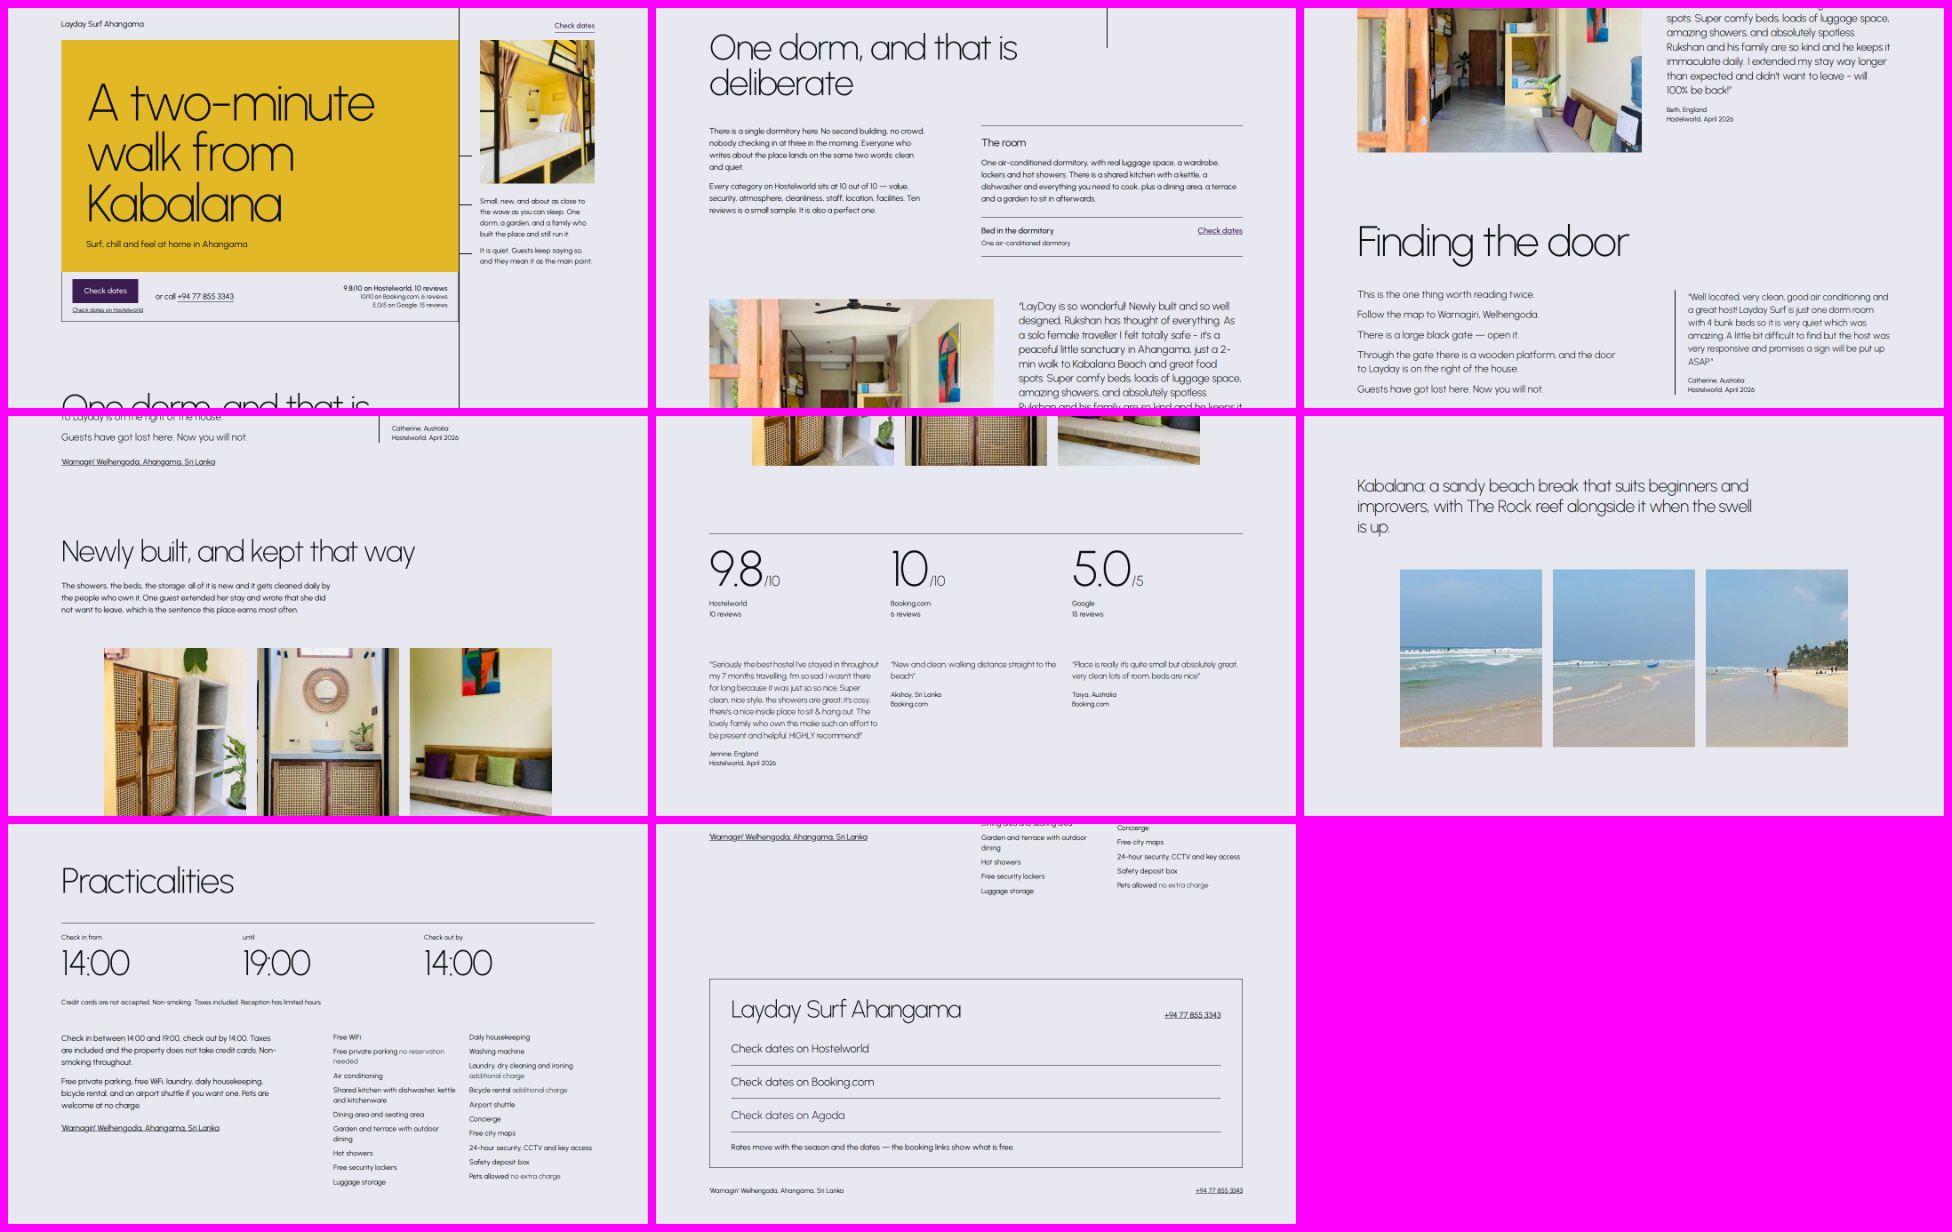 Layday Surf Ahangama
Check dates
A two-minute
walk from
Kabalana
Surf, chill and feel at home in Ahangama
Small, new, and about as close to
the wave as you can sleep. One
dorm, a garden, and a family who
built the place and still run it.
It is quiet. Guests keep saying so,
and they mean it as the main point.
Check dates
or call +94 77 855 3343
Check dates on Hostelworld
9.8/10 on Hostelworld, 10 reviews
10/10 on Booking.com, 6 reviews
5.0/5 on Google, 15 reviews
One dorm, and that is
One dorm, and that is
deliberate
There is a single dormitory here. No second building, no crowd,
nobody checking in at three in the morning. Everyone who
writes about the place lands on the same two words: clean
and quiet.
Every category on Hostelworld sits at 10 out of 10 — value,
security, atmosphere, cleanliness, staff, location, facilities. Ten
reviews is a small sample. It is also a perfect one.
The room
One air-conditioned dormitory, with real luggage space, a wardrobe,
lockers and hot showers. There is a shared kitchen with a kettle, a
dishwasher and everything you need to cook, plus a dining area, a terrace
and a garden to sit in afterwards.
Bed in the dormitory
Check dates
One air-conditioned dormitory
"LayDay is so wonderful! Newly built and so well
designed, Rukshan has thought of everything. As
a solo female traveller I felt totally safe - it's a
peaceful little sanctuary in Ahangama, just a 2-
min walk to Kabalana Beach and great food
spots. Super comfy beds, loads of luggage space,
amazing showers, and absolutely spotless.
Rukshan and his family are so kind and he keeps it
spots. Super comfy beds, loads of luggage space,
amazing showers, and absolutely spotless.
Rukshan and his family are so kind and he keeps it
immaculate daily. I extended my stay way longer
than expected and didn't want to leave - will
100% be back!"
Beth, England
Hostelworld, April 2026
Finding the door
This is the one thing worth reading twice.
Follow the map to Warnagiri, Welhengoda.
There is a large black gate — open it.
Through the gate there is a wooden platform, and the door
to Layday is on the right of the house.
Guests have got lost here. Now you will not.
"Well located, very clean, good air conditioning and
a great host! Layday Surf is just one dorm room
with 4 bunk beds so it is very quiet which was
amazing. A little bit difficult to find but the host was
very responsive and promises a sign will be put up
ASAP"
Catherine, Australia
Hostelworld, April 2026
to Layday is on the right of the house.
Guests have got lost here. Now you will not.
Catherine, Australia
Hostelworld, April 2026
'Warnagiri' Welhengoda, Ahangama, Sri Lanka
Newly built, and kept that way
The showers, the beds, the storage: all of it is new and it gets cleaned daily by
the people who own it. One guest extended her stay and wrote that she did
not want to leave, which is the sentence this place earns most often.
9.8/10
Hostelworld
10 reviews
10/10
Booking.com
6 reviews
5.0/5
Google
15 reviews
"Seriously the best hostel I've stayed in throughout
my 7 months travelling. I'm so sad I wasn't there
for long because it was just so so nice. Super
clean, nice style, the showers are great, it's cosy,
there's a nice inside place to sit & hang out. The
lovely family who own this make such an effort to
be present and helpful. HIGHLY recommend!"
Jennine, England
Hostelworld, April 2026
"New and clean, walking distance straight to the
beach"
Akshay, Sri Lanka
Booking.com
"Place is really it's quite small but absolutely great,
very clean lots of room, beds are nice"
Taiya, Australia
Booking.com
Kabalana: a sandy beach break that suits beginners and
improvers, with The Rock reef alongside it when the swell
is up.
Practicalities
Check in from
14:00
until
19:00
Check out by
14:00
Credit cards are not accepted. Non-smoking. Taxes included. Reception has limited hours.
Check in between 14:00 and 19:00, check out by 14:00. Taxes
are included and the property does not take credit cards. Non-
smoking throughout.
Free private parking, free WiFi, laundry, daily housekeeping,
bicycle rental, and an airport shuttle if you want one. Pets are
welcome at no charge.
'Warnagiri' Welhengoda, Ahangama, Sri Lanka
Free WiFi
Free private parking no reservation
needed
Air conditioning
Shared kitchen with dishwasher, kettle
and kitchenware
Dining area and seating area
Garden and terrace with outdoor
dining
Hot showers
Free security lockers
Luggage storage
Daily housekeeping
Washing machine
Laundry, dry cleaning and ironing
additional charge
Bicycle rental additional charge
Airport shuttle
Concierge
Free city maps
24-hour security, CCTV and key access
Safety deposit box
Pets allowed no extra charge
'Warnagiri' Welhengoda, Ahangama, Sri Lanka
Dining area and seating area
Garden and terrace with outdoor
dining
Hot showers
Free security lockers
Luggage storage
Concierge
Free city maps
24-hour security, CCTV and key access
Safety deposit box
Pets allowed no extra charge
Layday Surf Ahangama
+94 77 855 3343
Check dates on Hostelworld
Check dates on Booking.com
Check dates on Agoda
Rates move with the season and the dates — the booking links show what is free.
'Warnagiri' Welhengoda, Ahangama, Sri Lanka
+94 77 855 3343